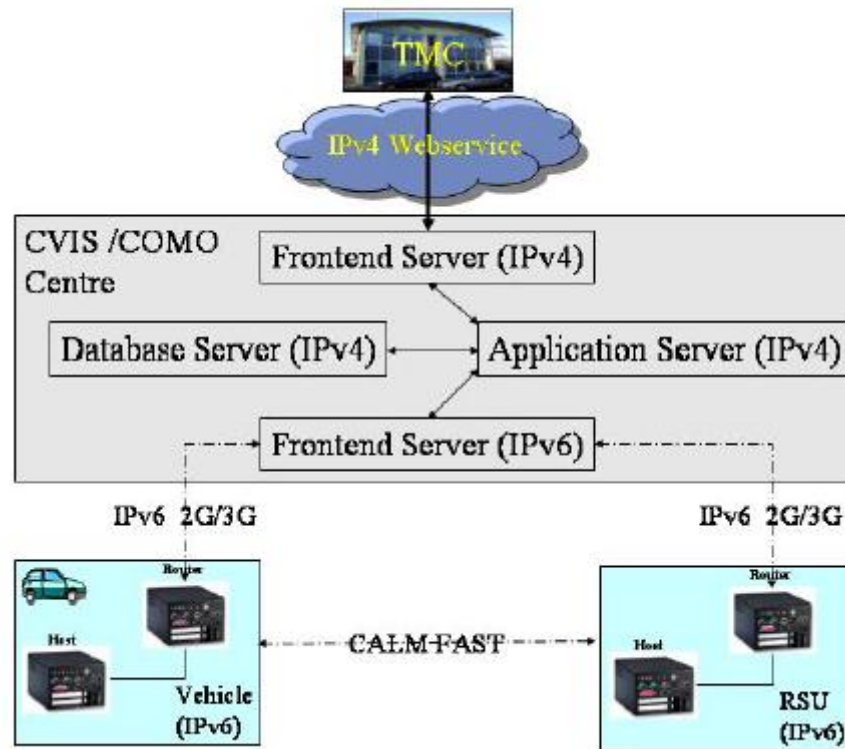 TMC
IPv4 Webservice
CVIS /COMO
Centre
Frontend Server (IPv4)
Database Server (IPv4)
Application Server (IPv4)
Frontend Server (IPv6)
IPv6 2G/3G
IPv6 2G/3G
Router
Host
Vehicle
(IPv6)
CALM FAST
Router
Host
RSU
(IPv6)